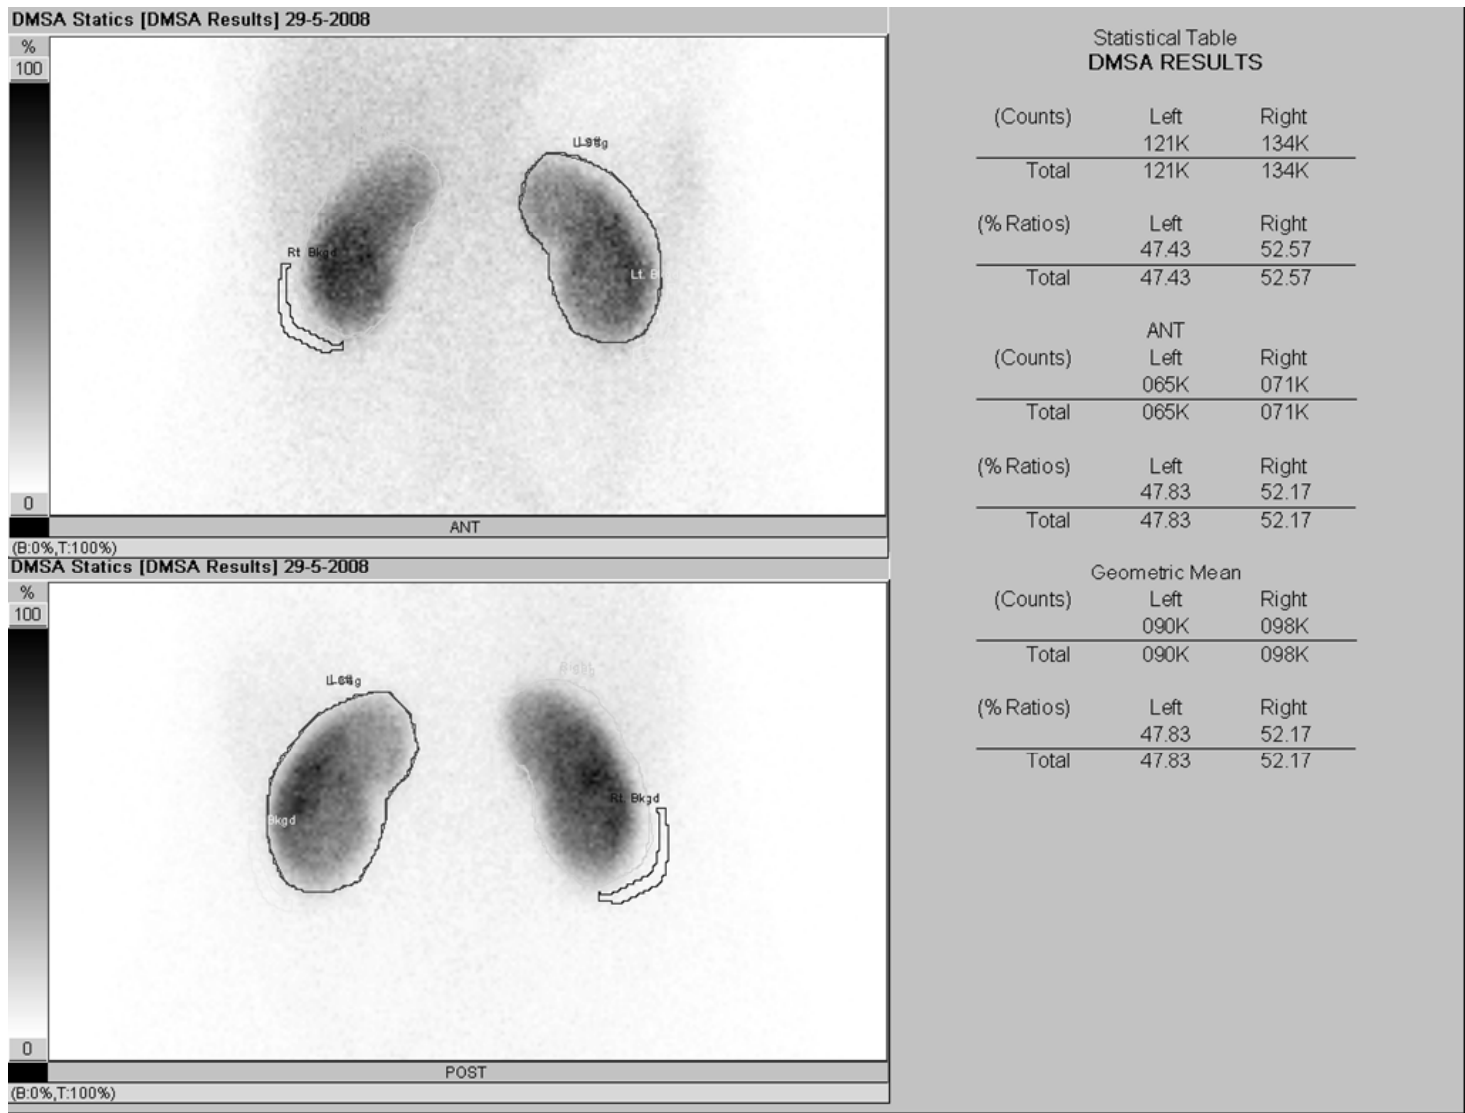 DMSA Statics [DMSA Results] 29-5-2008
%
100
Rt Bkgd
Lt. B
0
ANT
(B:0%,T:100%)
DMSA Statics [DMSA Results] 29-5-2008
%
100
Bkgd
Rt. Bkgd
0
POST
(B:0%,T:100%)
Statistical Table
DMSA RESULTS
(Counts) Left Right
121K 134K
Total 121K 134K
(% Ratios) Left Right
47.43 52.57
Total 47.43 52.57
ANT
(Counts) Left Right
065K 071K
Total 065K 071K
(% Ratios) Left Right
47.83 52.17
Total 47.83 52.17
Geometric Mean
(Counts) Left Right
090K 098K
Total 090K 098K
(% Ratios) Left Right
47.83 52.17
Total 47.83 52.17